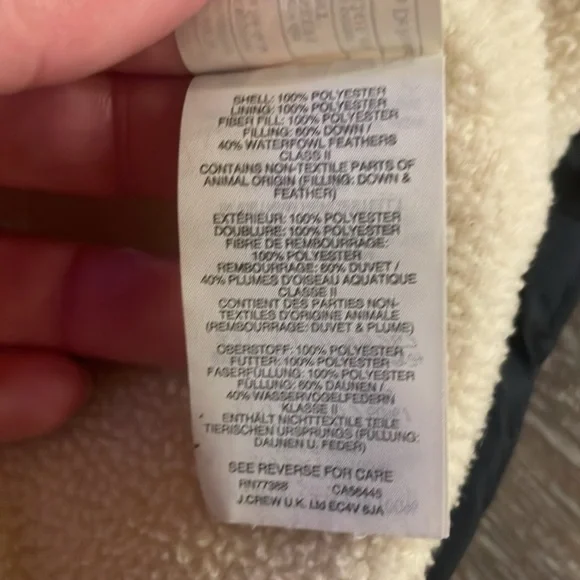 SHELL: 100% POLYESTER
LINING: 100% POLYESTER
FIBER FILL: 100% POLYESTER
FILLING: 60% DOWN /
40% WATERFOWL FEATHERS
CLASS II
CONTAINS NON-TEXTILE PARTS OF
ANIMAL ORIGIN (FILLING: DOWN &
FEATHER)
EXTÉRIEUR: 100% POLYESTER
DOUBLURE: 100% POLYESTER
FIBRE DE REMBOURRAGE:
100% POLYESTER
REMBOURRAGE: 60% DUVET /
40% PLUMES D'OISEAU AQUATIQUE
CLASSE II
CONTIENT DES PARTIES NON-
TEXTILES D'ORIGINE ANIMALE
(REMBOURRAGE: DUVET & PLUME)
OBERSTOFF: 100% POLYESTER
FUTTER: 100% POLYESTER
FASERFÜLLUNG: 100% POLYESTER
FÜLLUNG: 60% DAUNEN /
40% WASSERVOGELFEDERN
KLASSE II
ENTHÄLT NICHTTEXTILE TEILE
TIERISCHEN URSPRUNGS (FÜLLUNG:
DAUNEN U. FEDER)
SEE REVERSE FOR CARE
RN77388 CA56445
J.CREW U.K. Ltd EC4V 6JA